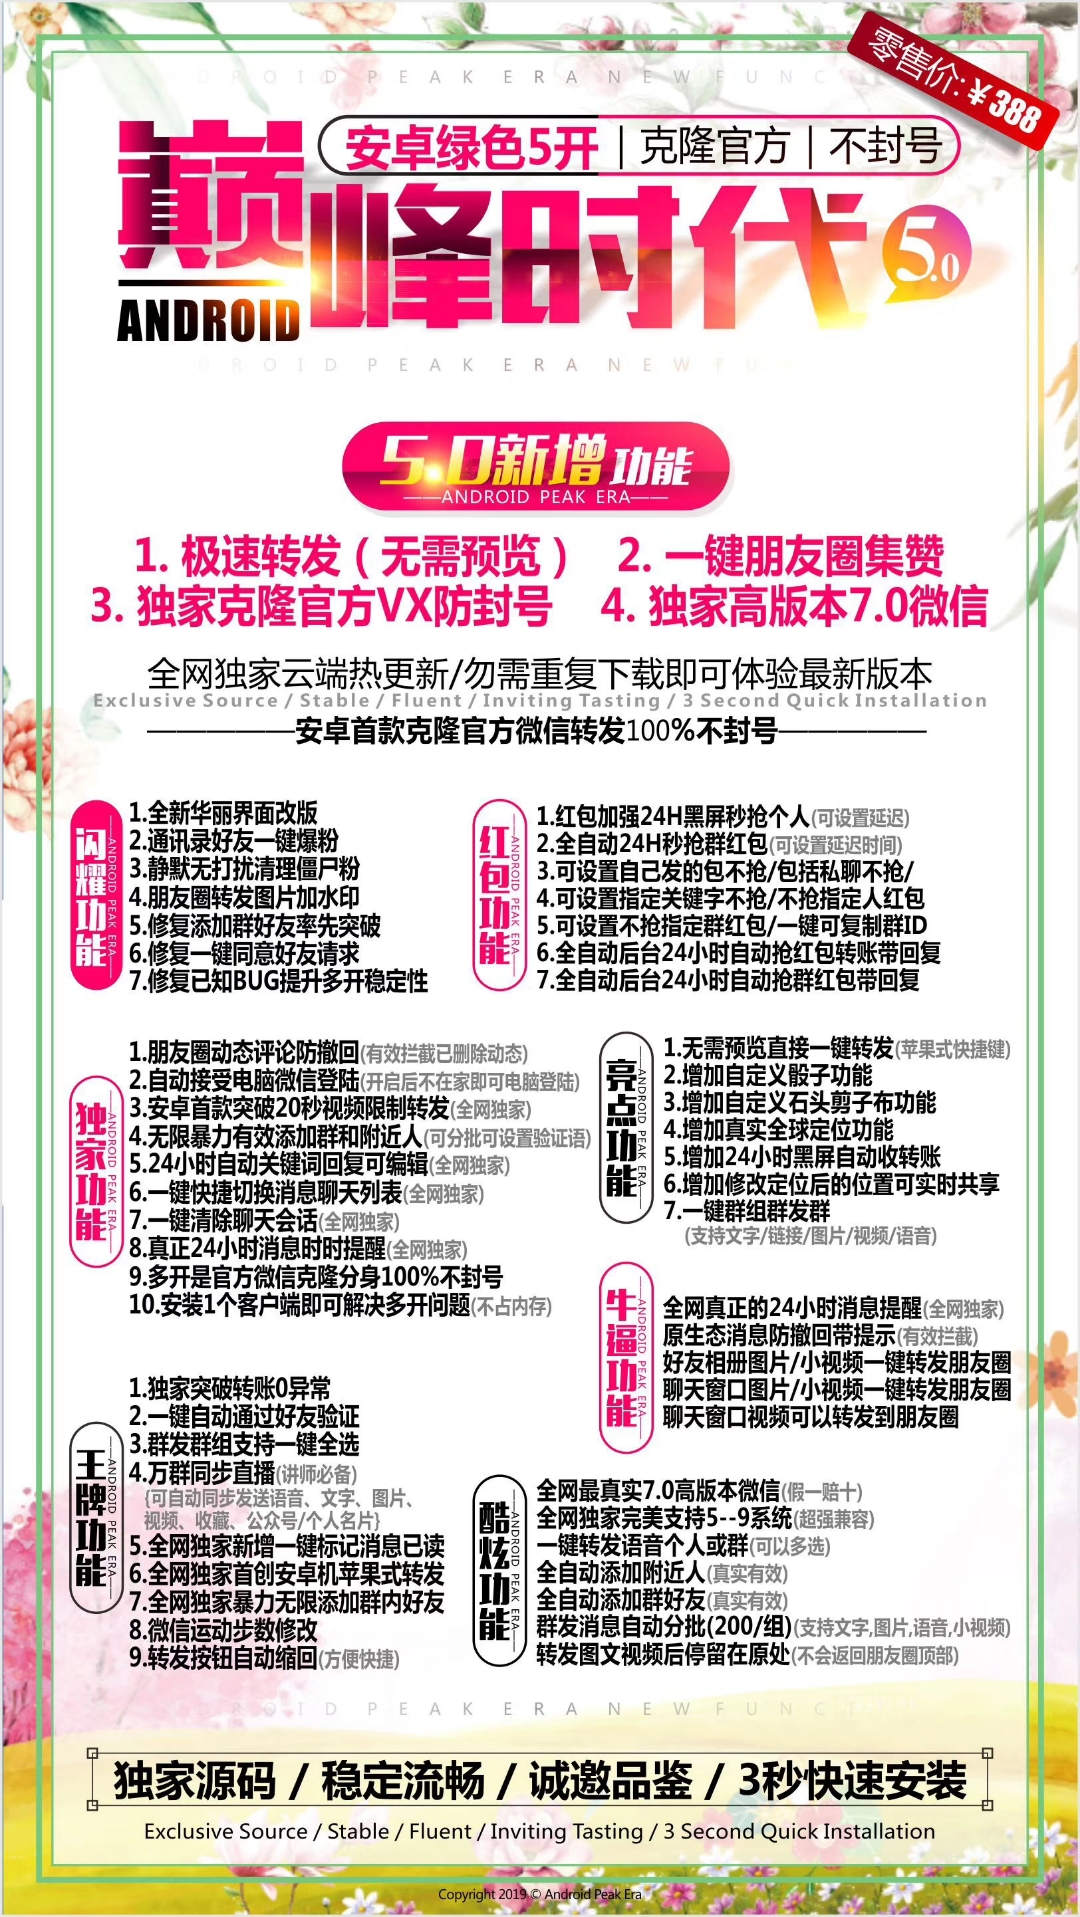 ROID PEAK ERA NEW FUNC
零售价:￥388
安卓绿色5开｜克隆官方｜不封号
巅峰时代
5.0
ANDROID
ROID PEAK ERA NEW FU
5.0新增功能
——ANDROID PEAK ERA——
1. 极速转发（无需预览） 2. 一键朋友圈集赞
3. 独家克隆官方VX防封号 4. 独家高版本7.0微信
全网独家云端热更新/勿需重复下载即可体验最新版本
Exclusive Source / Stable / Fluent / Inviting Tasting / 3 Second Quick Installation
——————安卓首款克隆官方微信转发100%不封号——————
闪耀功能
——ANDROID PEAK ERA——
1.全新华丽界面改版
2.通讯录好友一键爆粉
3.静默无打扰清理僵尸粉
4.朋友圈转发图片加水印
5.修复添加群好友率先突破
6.修复一键同意好友请求
7.修复已知BUG提升多开稳定性
红包功能
——ANDROID PEAK ERA——
1.红包加强24H黑屏秒抢个人(可设置延迟)
2.全自动24H秒抢群红包(可设置延迟时间)
3.可设置自己发的包不抢/包括私聊不抢/
4.可设置指定关键字不抢/不抢指定人红包
5.可设置不抢指定群红包/一键可复制群ID
6.全自动后台24小时自动抢红包转账带回复
7.全自动后台24小时自动抢群红包带回复
独家功能
——ANDROID PEAK ERA——
1.朋友圈动态评论防撤回(有效拦截已删除动态)
2.自动接受电脑微信登陆(开启后不在家即可电脑登陆)
3.安卓首款突破20秒视频限制转发(全网独家)
4.无限暴力有效添加群和附近人(可分批可设置验证语)
5.24小时自动关键词回复可编辑(全网独家)
6.一键快捷切换消息聊天列表(全网独家)
7.一键清除聊天会话(全网独家)
8.真正24小时消息时时提醒(全网独家)
9.多开是官方微信克隆分身100%不封号
10.安装1个客户端即可解决多开问题(不占内存)
亮点功能
——ANDROID PEAK ERA——
1.无需预览直接一键转发(苹果式快捷键)
2.增加自定义骰子功能
3.增加自定义石头剪子布功能
4.增加真实全球定位功能
5.增加24小时黑屏自动收转账
6.增加修改定位后的位置可实时共享
7.一键群组群发群
(支持文字/链接/图片/视频/语音)
牛逼功能
——ANDROID PEAK ERA——
全网真正的24小时消息提醒(全网独家)
原生态消息防撤回带提示(有效拦截)
好友相册图片/小视频一键转发朋友圈
聊天窗口图片/小视频一键转发朋友圈
聊天窗口视频可以转发到朋友圈
王牌功能
——ANDROID PEAK ERA——
1.独家突破转账0异常
2.一键自动通过好友验证
3.群发群组支持一键全选
4.万群同步直播(讲师必备)
{可自动同步发送语音、文字、图片、
视频、收藏、公众号/个人名片}
5.全网独家新增一键标记消息已读
6.全网独家首创安卓机苹果式转发
7.全网独家暴力无限添加群内好友
8.微信运动步数修改
9.转发按钮自动缩回(方便快捷)
酷炫功能
——ANDROID PEAK ERA——
全网最真实7.0高版本微信(假一赔十)
全网独家完美支持5--9系统(超强兼容)
一键转发语音个人或群(可以多选)
全自动添加附近人(真实有效)
全自动添加群好友(真实有效)
群发消息自动分批(200/组)(支持文字,图片,语音,小视频)
转发图文视频后停留在原处(不会返回朋友圈顶部)
ROID PEAK ERA NEW FUNCT
独家源码 / 稳定流畅 / 诚邀品鉴 / 3秒快速安装
Exclusive Source / Stable / Fluent / Inviting Tasting / 3 Second Quick Installation
Copyright 2019 © Android Peak Era